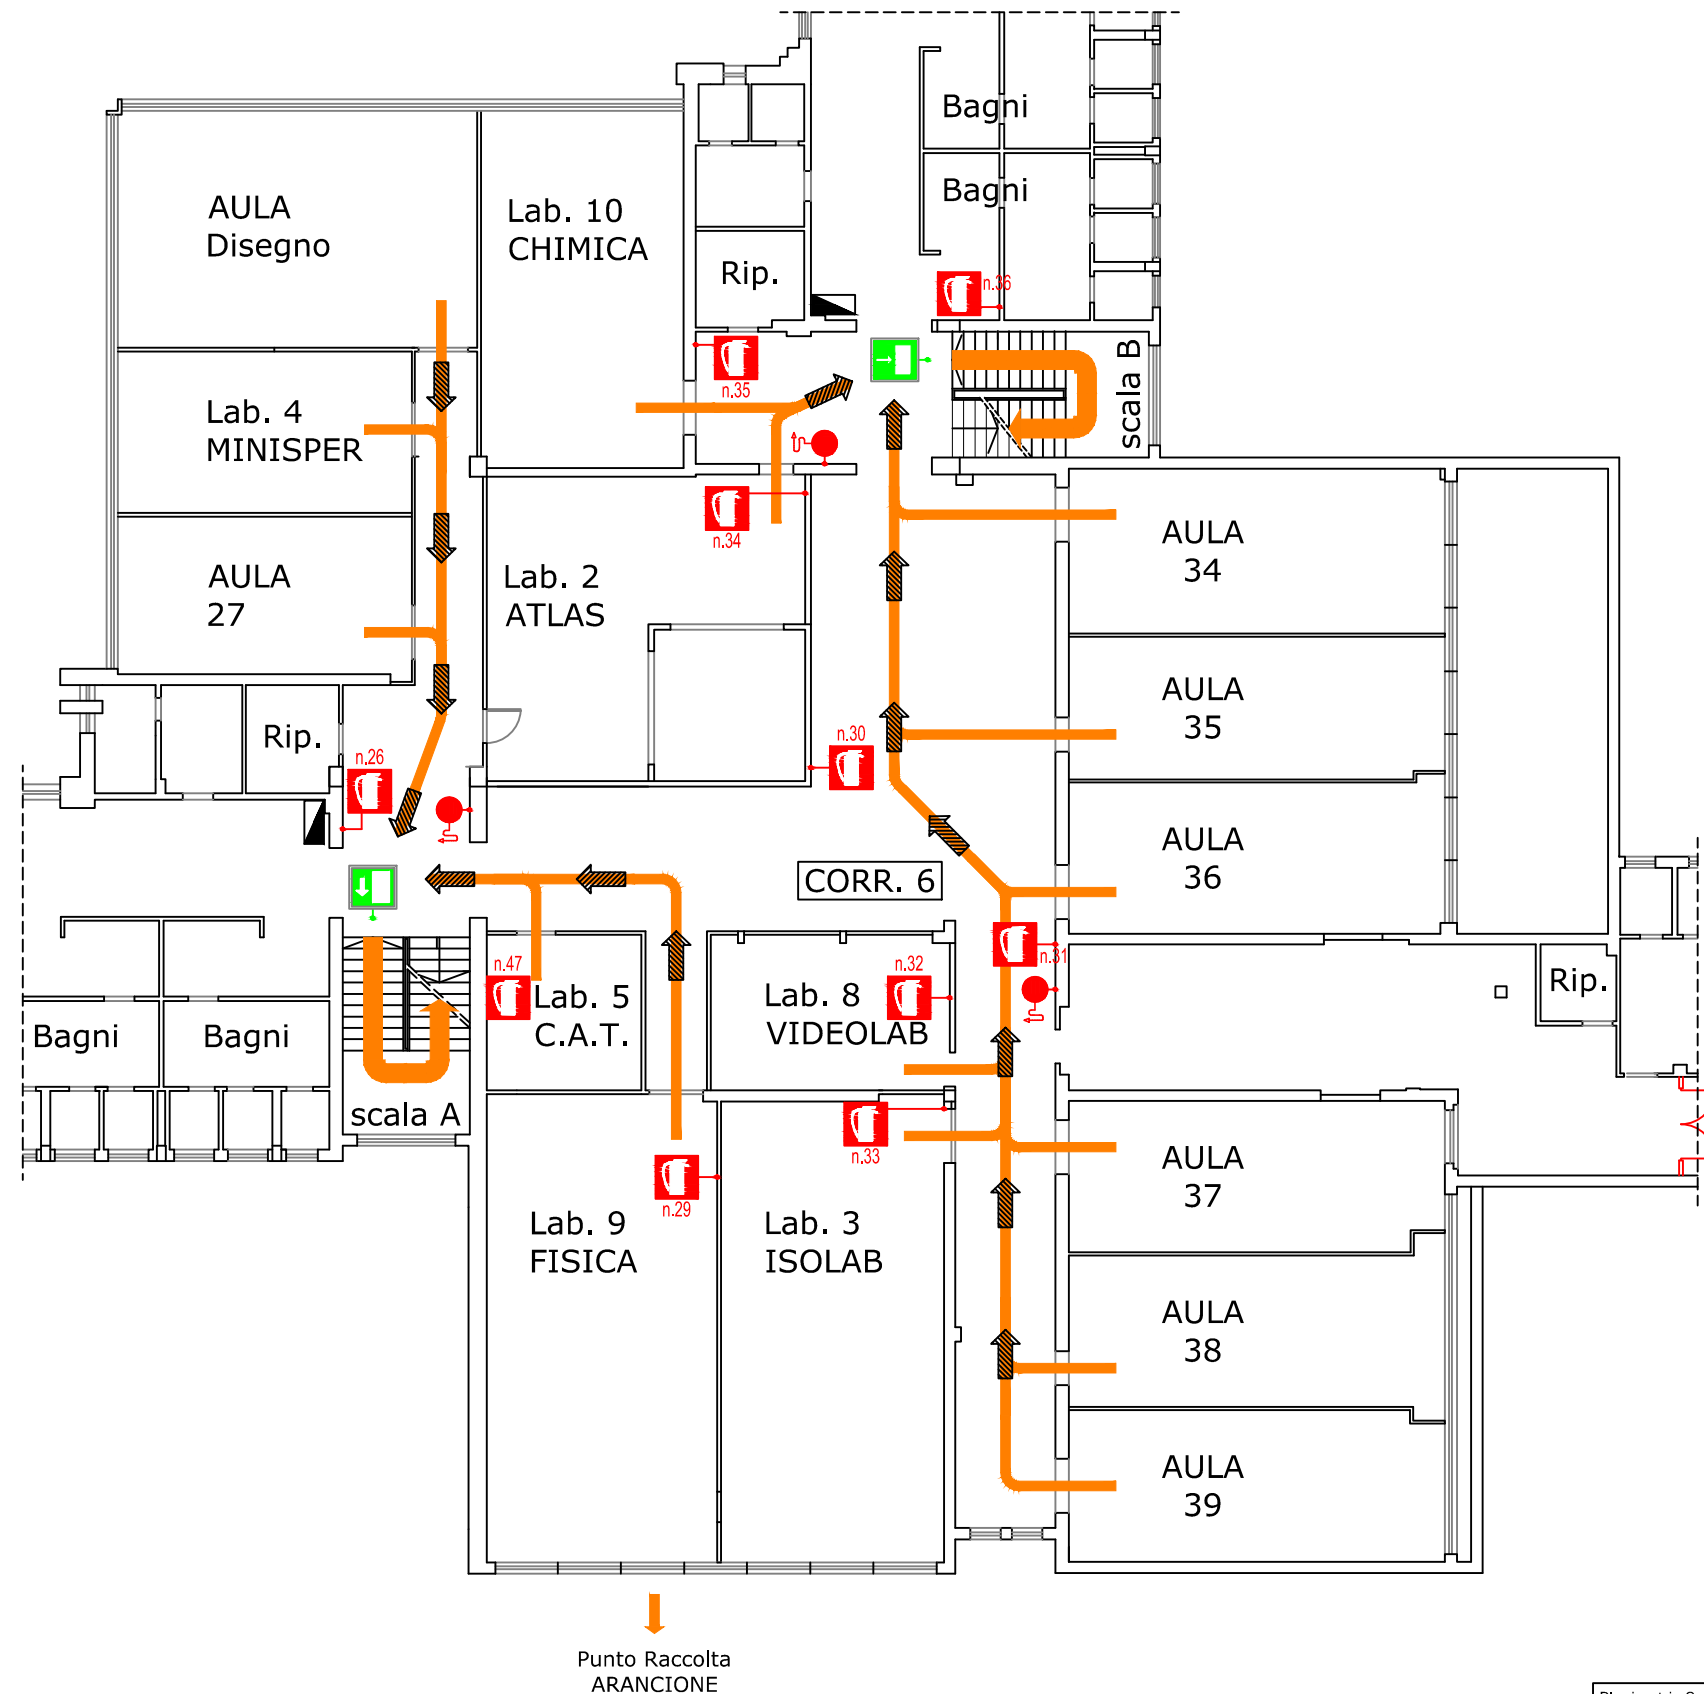 Bagni
Bagni
AULA
Disegno
Lab. 10
CHIMICA
Rip.
n.36
n.35
scala B
Lab. 4
MINISPER
n.34
AULA
34
AULA
27
Lab. 2
ATLAS
AULA
35
Rip.
n.26
n.30
AULA
36
CORR. 6
n.47
Lab. 5
C.A.T.
Lab. 8
VIDEOLAB
n.32
n.31
Rip.
Bagni
Bagni
scala A
n.33
n.29
AULA
37
Lab. 9
FISICA
Lab. 3
ISOLAB
AULA
38
AULA
39
Punto Raccolta
ARANCIONE